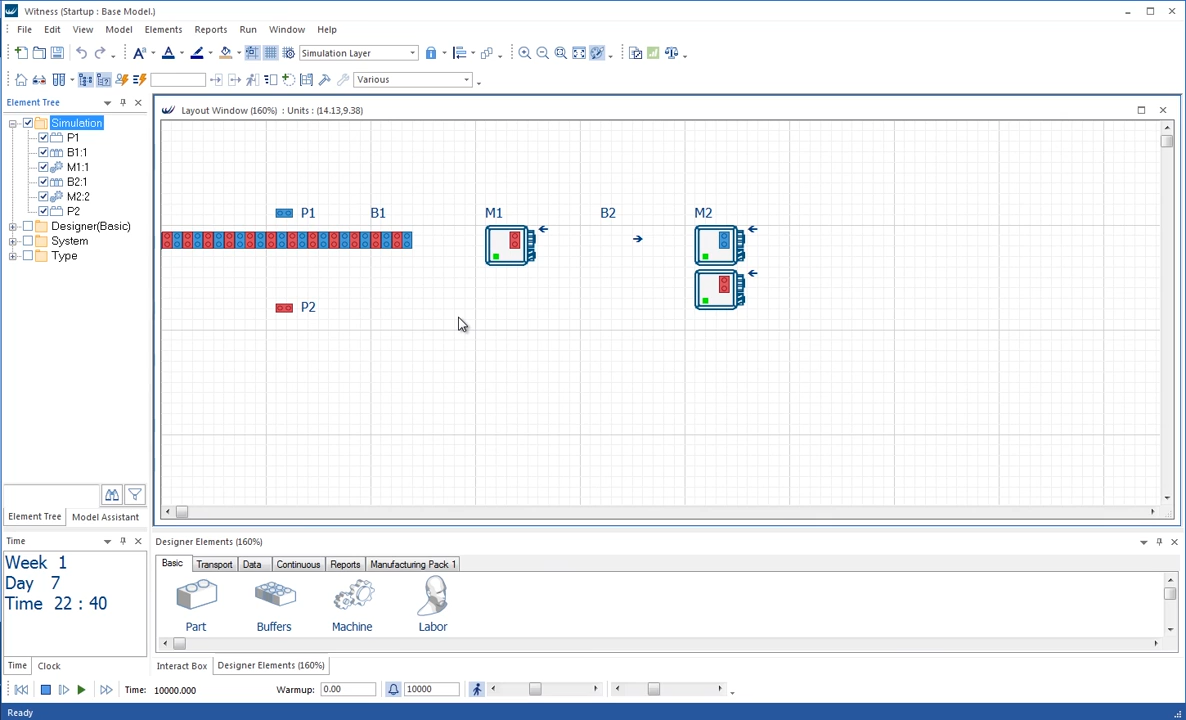 Witness (Startup : Base Model.)
File Edit View Model Elements Reports Run Window Help
Simulation Layer
Various
Element Tree
Layout Window (160%) : Units : (14.13,9.38)
Simulation
P1
B1:1
M1:1
B2:1
M2:2
P2
Designer(Basic)
System
Type
P1 B1 M1 B2 M2
P2
Element Tree Model Assistant
Time
Week 1
Day 7
Time 22 : 40
Time Clock
Designer Elements (160%)
Basic Transport Data Continuous Reports Manufacturing Pack 1
Part Buffers Machine Labor
Interact Box Designer Elements (160%)
Time: 10000.000 Warmup: 0.00 10000
Ready